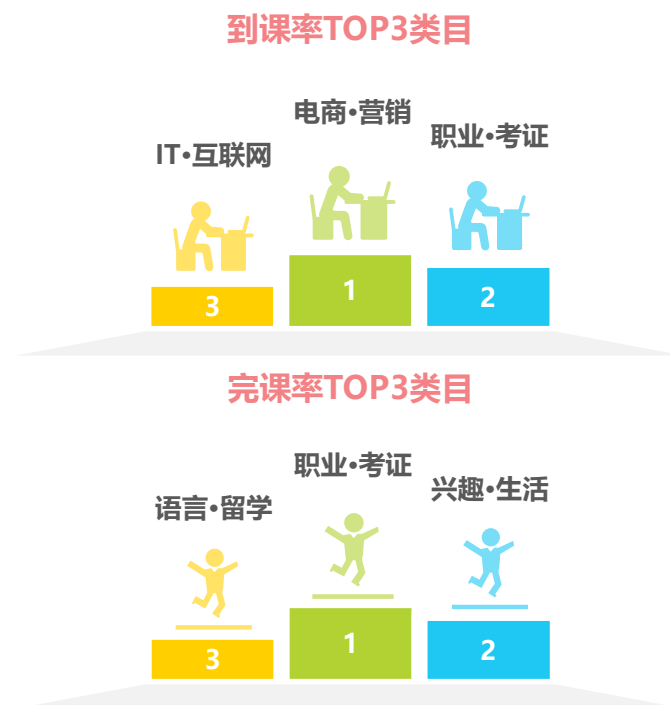 到课率TOP3类目
电商•营销
职业•考证
IT•互联网
1
2
3
完课率TOP3类目
职业•考证
兴趣•生活
语言•留学
1
2
3